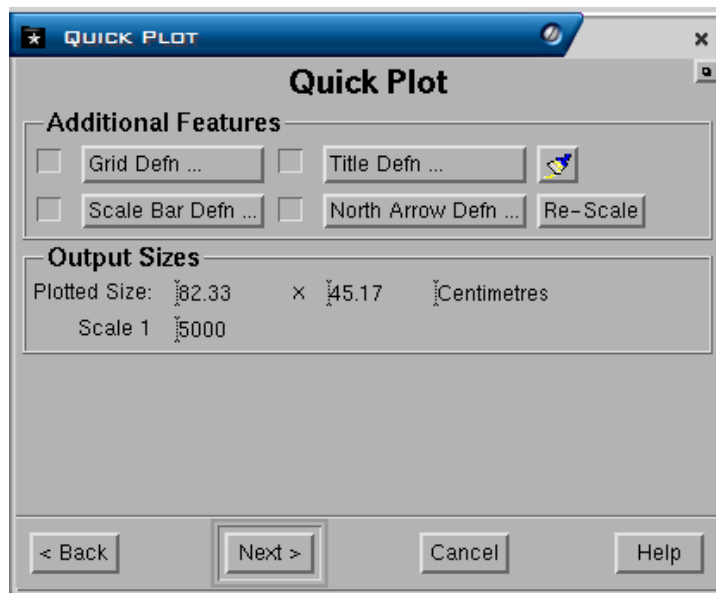 Quick Plot
Quick Plot
Additional Features
Grid Defn ... Title Defn ...
Scale Bar Defn ... North Arrow Defn ... Re-Scale
Output Sizes
Plotted Size: 82.33 × 45.17 Centimetres
Scale 1 5000
< Back Next > Cancel Help